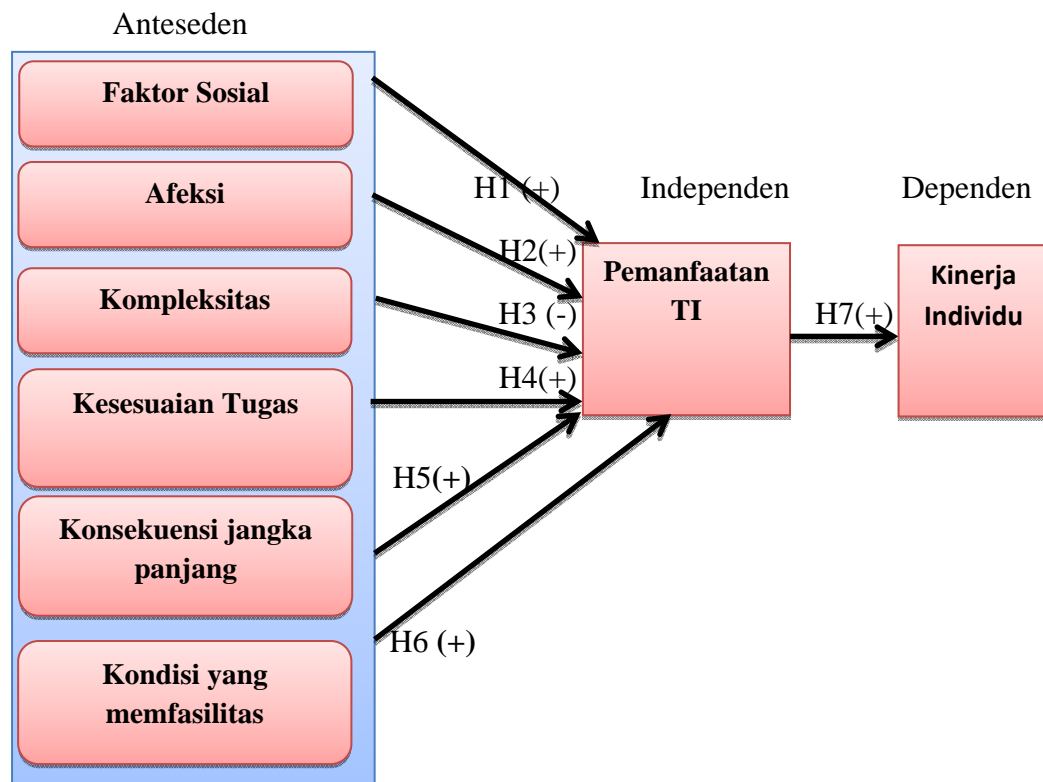 Anteseden
Faktor Sosial
Afeksi
Kompleksitas
Kesesuaian Tugas
Konsekuensi jangka
panjang
Kondisi yang
memfasilitas
H1 (+)
H2(+)
H3 (-)
H4(+)
H5(+)
H6 (+)
Independen
Pemanfaatan
TI
H7(+)
Dependen
Kinerja
Individu